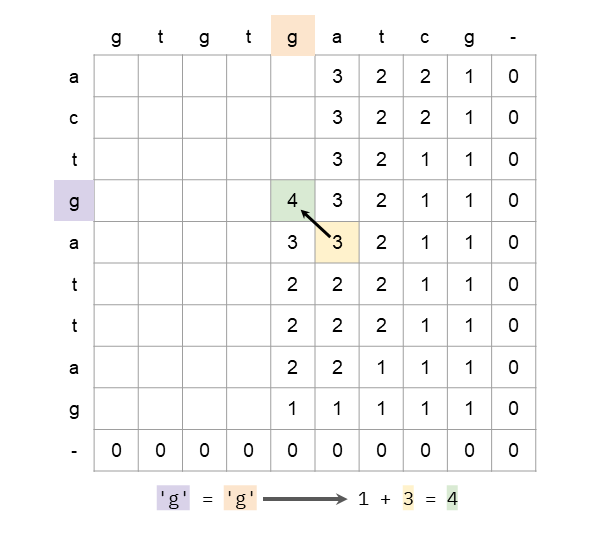 g t g t g a t c g -
a 3 2 2 1 0
c 3 2 2 1 0
t 3 2 1 1 0
g 4 3 2 1 1 0
a 3 3 2 1 1 0
t 2 2 2 1 1 0
t 2 2 2 1 1 0
a 2 2 1 1 1 0
g 1 1 1 1 1 0
- 0 0 0 0 0 0 0 0 0 0
'g' = 'g' 1 + 3 = 4